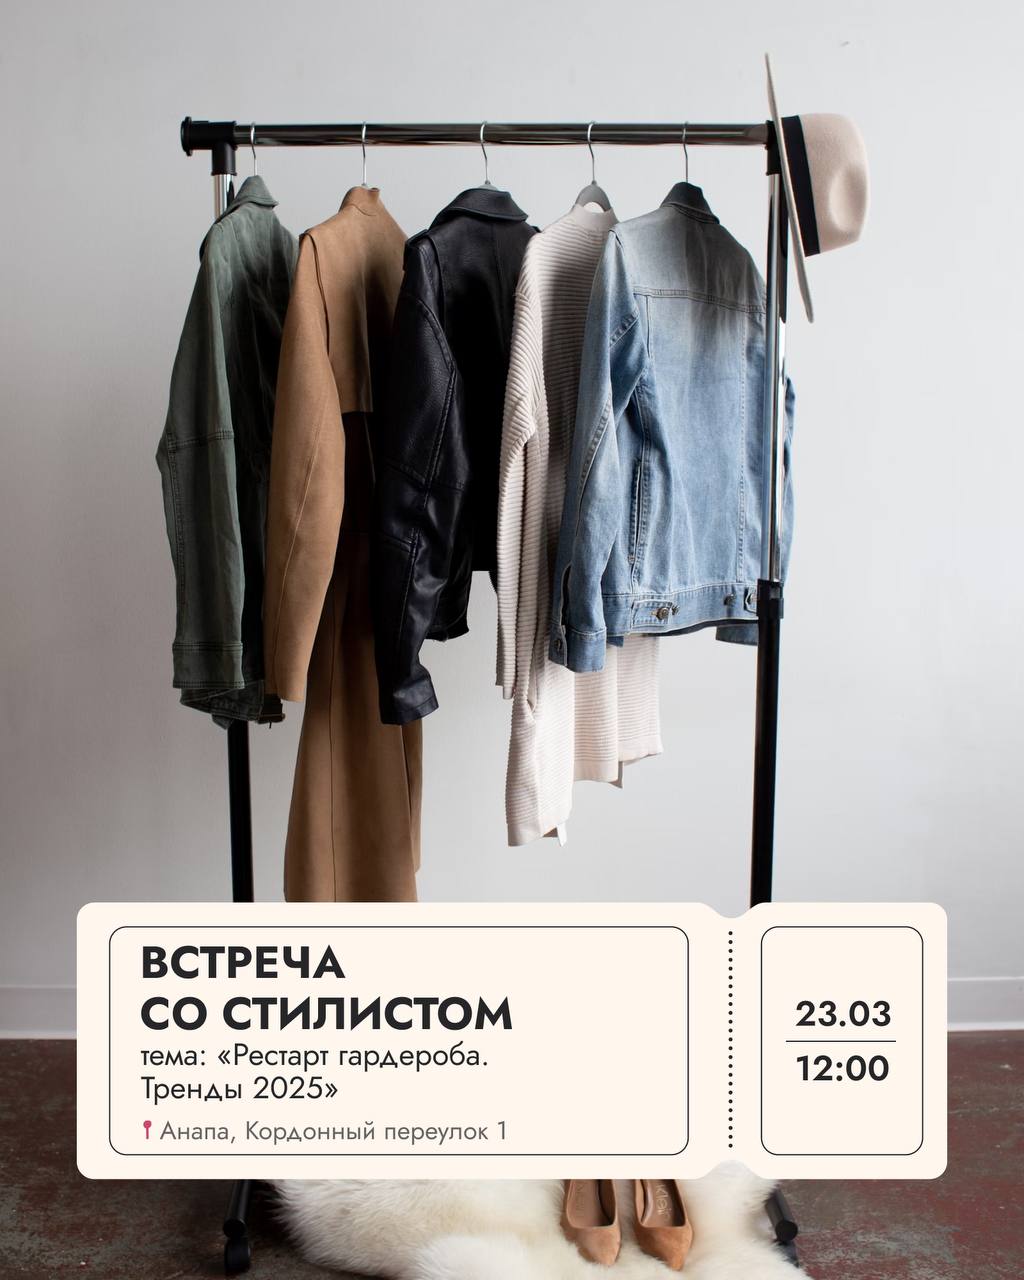 ВСТРЕЧА
СО СТИЛИСТОМ
тема: «Рестарт гардероба.
Тренды 2025»
Анапа, Кордонный переулок 1
23.03
12:00